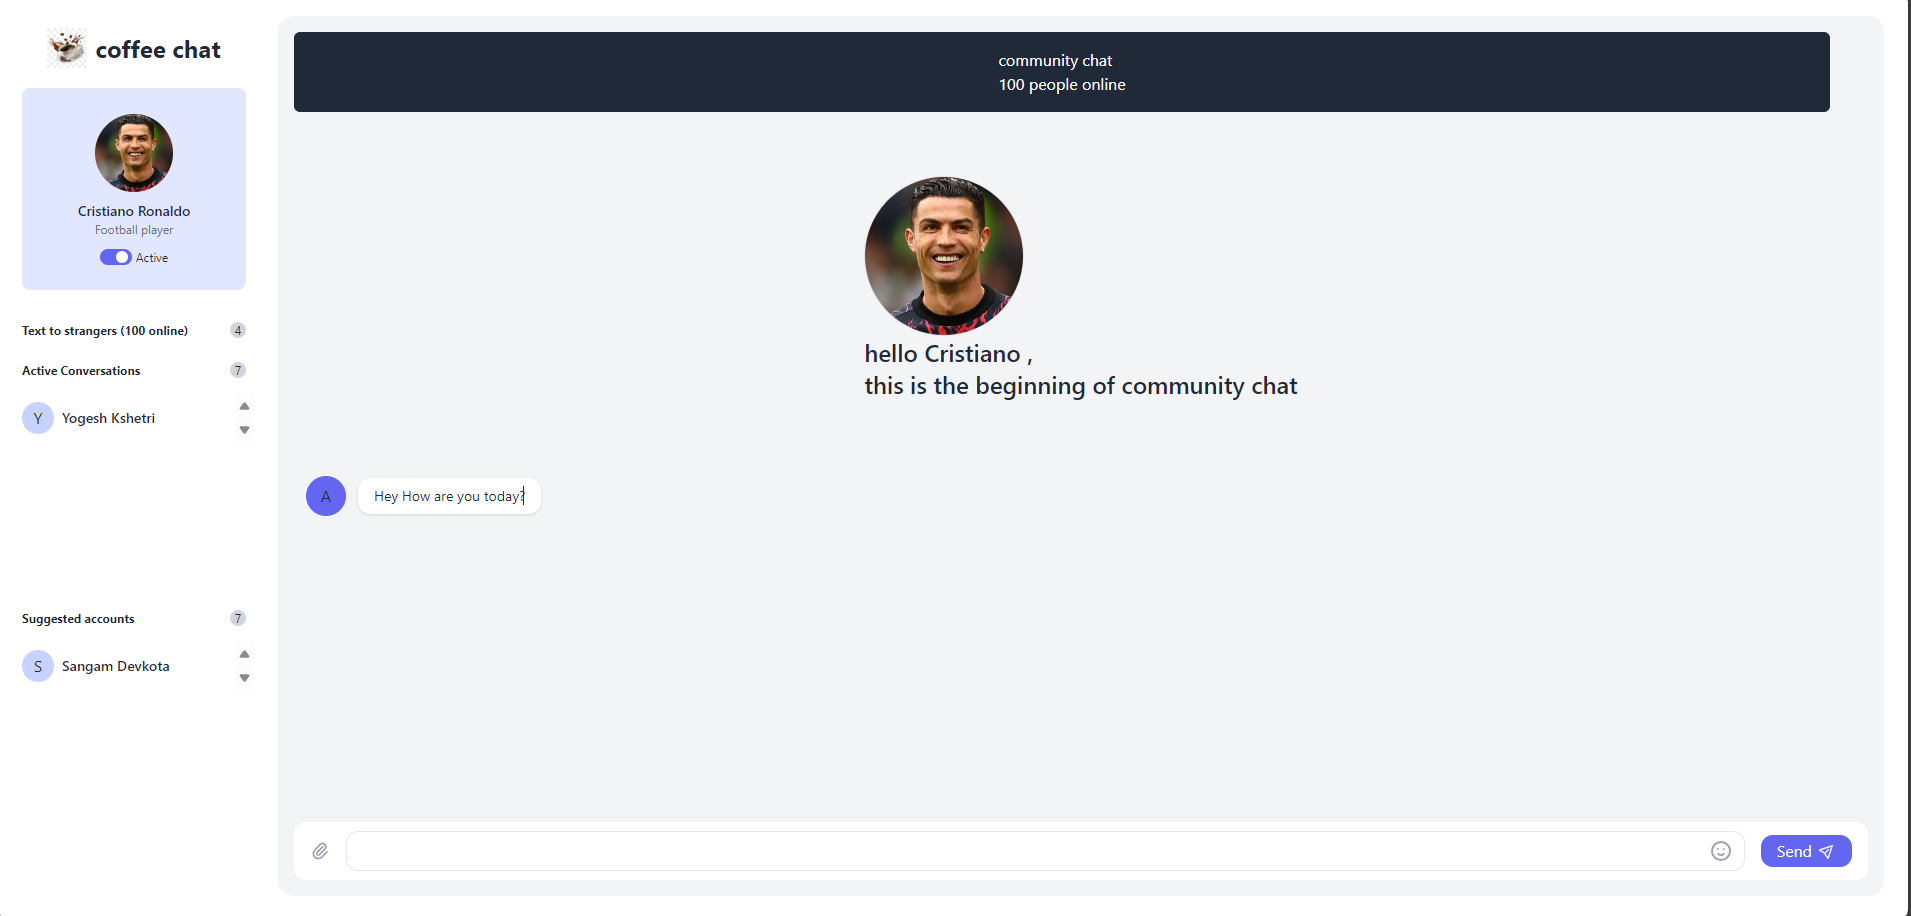 coffee chat
Cristiano Ronaldo
Football player
Active
Text to strangers (100 online) 4
Active Conversations 7
Y Yogesh Kshetri
Suggested accounts 7
S Sangam Devkota
community chat
100 people online
hello Cristiano ,
this is the beginning of community chat
A Hey How are you today?
Send